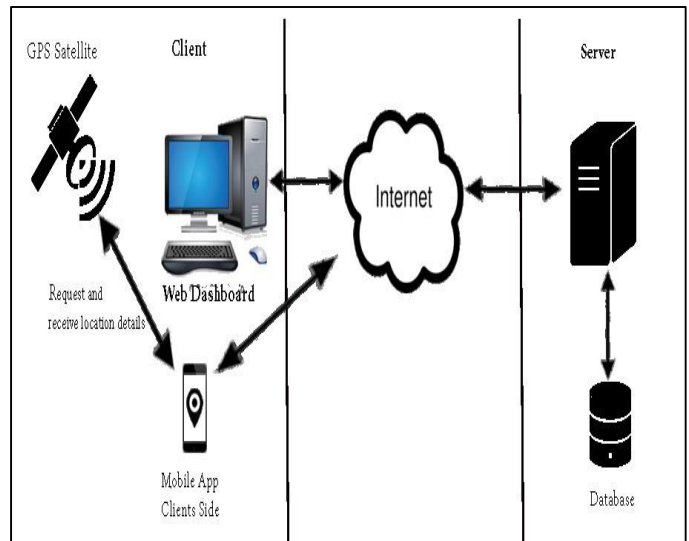 GPS Satellite
Client
Server
Internet
Request and
receive location details
Web Dashboard
Mobile App
Clients Side
Database